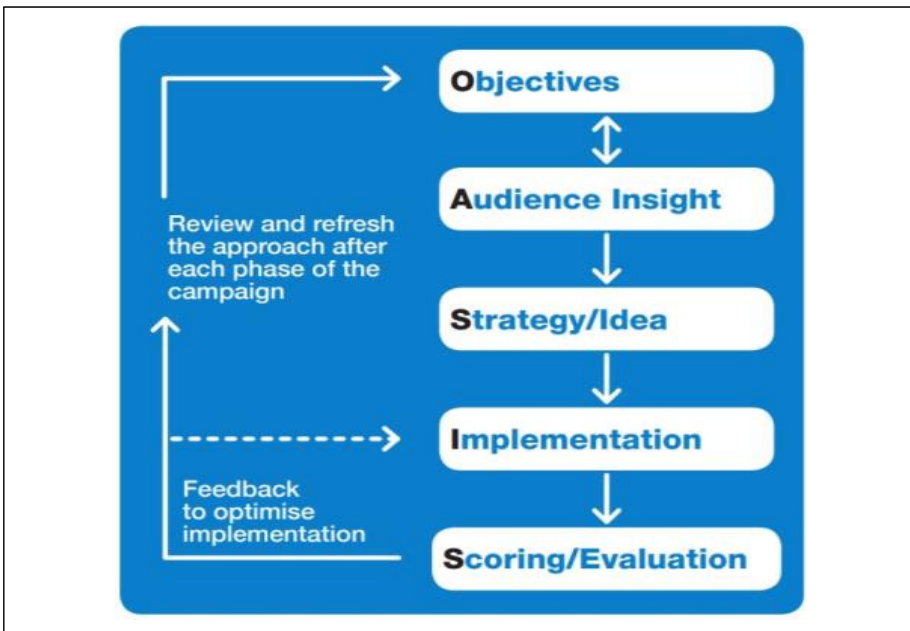 Objectives
Audience Insight
Review and refresh
the approach after
each phase of the
campaign
Strategy/Idea
Implementation
Feedback
to optimise
implementation
Scoring/Evaluation